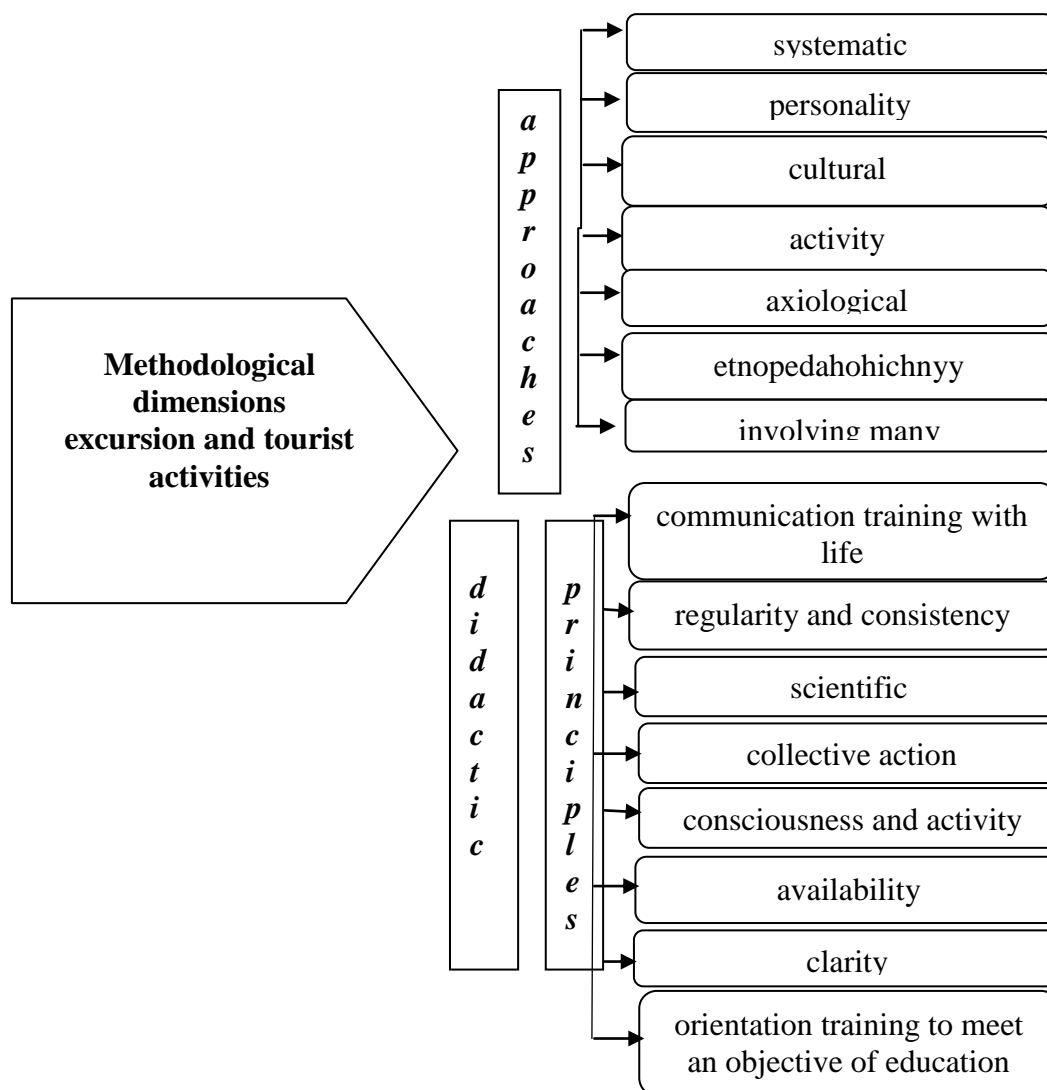 Methodological
dimensions
excursion and tourist
activities
approaches
systematic
personality
cultural
activity
axiological
etnopedahohichnyy
involving many
didactic
principles
communication training with
life
regularity and consistency
scientific
collective action
consciousness and activity
availability
clarity
orientation training to meet
an objective of education